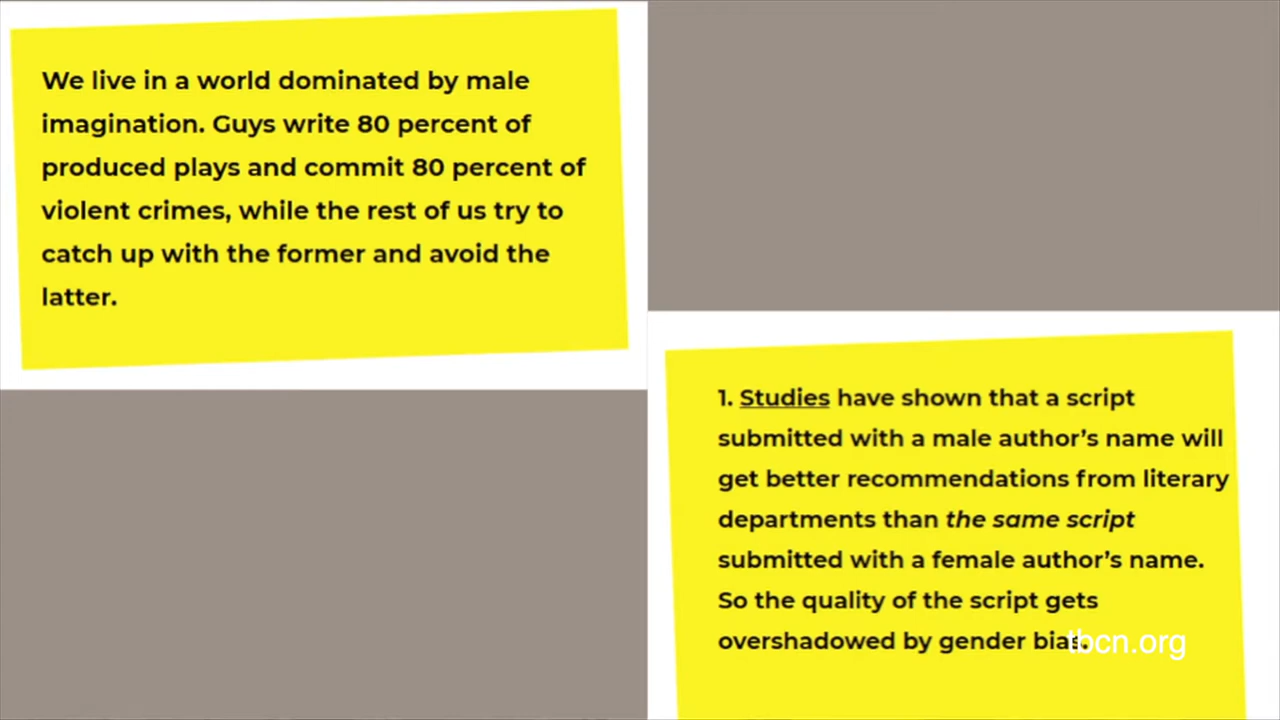 We live in a world dominated by male
imagination. Guys write 80 percent of
produced plays and commit 80 percent of
violent crimes, while the rest of us try to
catch up with the former and avoid the
latter.
1. Studies have shown that a script
submitted with a male author's name will
get better recommendations from literary
departments than the same script
submitted with a female author's name.
So the quality of the script gets
overshadowed by gender bias.
tbcn.org